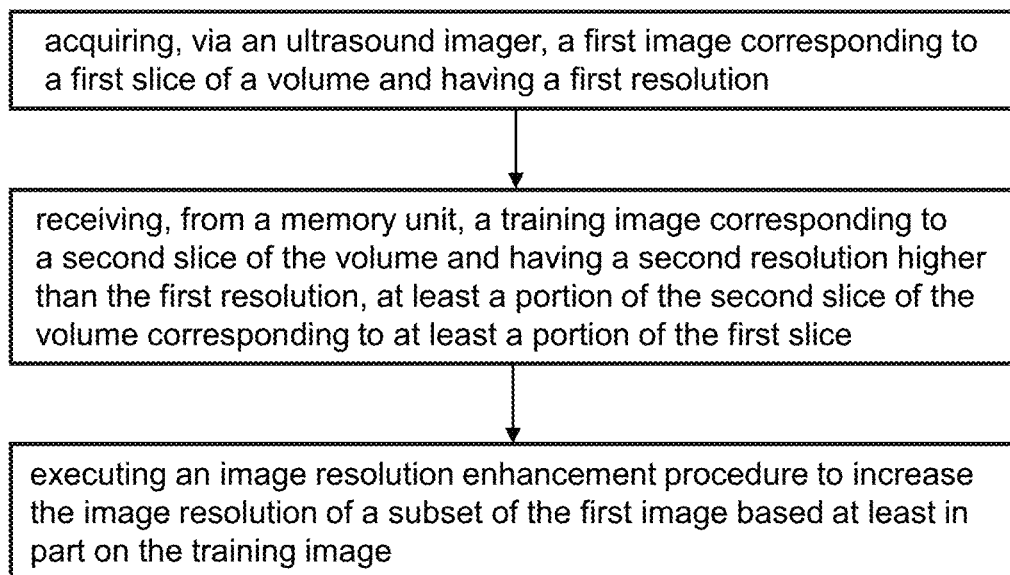 acquiring, via an ultrasound imager, a first image corresponding to
a first slice of a volume and having a first resolution
receiving, from a memory unit, a training image corresponding to
a second slice of the volume and having a second resolution higher
than the first resolution, at least a portion of the second slice of the
volume corresponding to at least a portion of the first slice
executing an image resolution enhancement procedure to increase
the image resolution of a subset of the first image based at least in
part on the training image